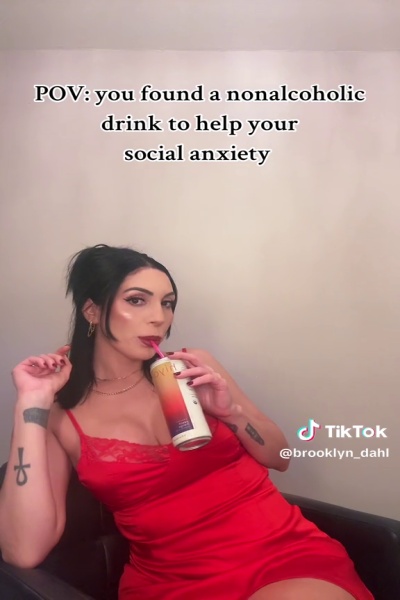 POV: you found a nonalcoholic
drink to help your
social anxiety
TikTok
@brooklyn_dahl